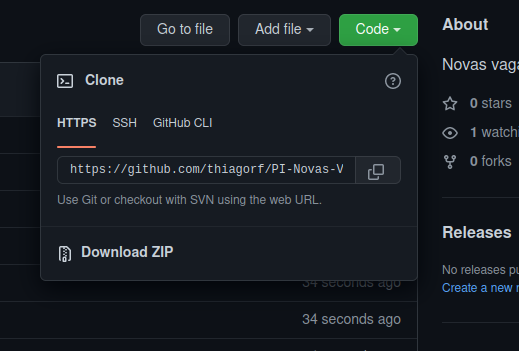 Go to file Add file Code
About
Clone
Novas vaga
HTTPS SSH GitHub CLI
0 stars
1 watch
https://github.com/thiagorf/PI-Novas-V
0 forks
Use Git or checkout with SVN using the web URL.
Releases
Download ZIP
No releases pu
34 seconds ago
Create a new r
34 seconds ago